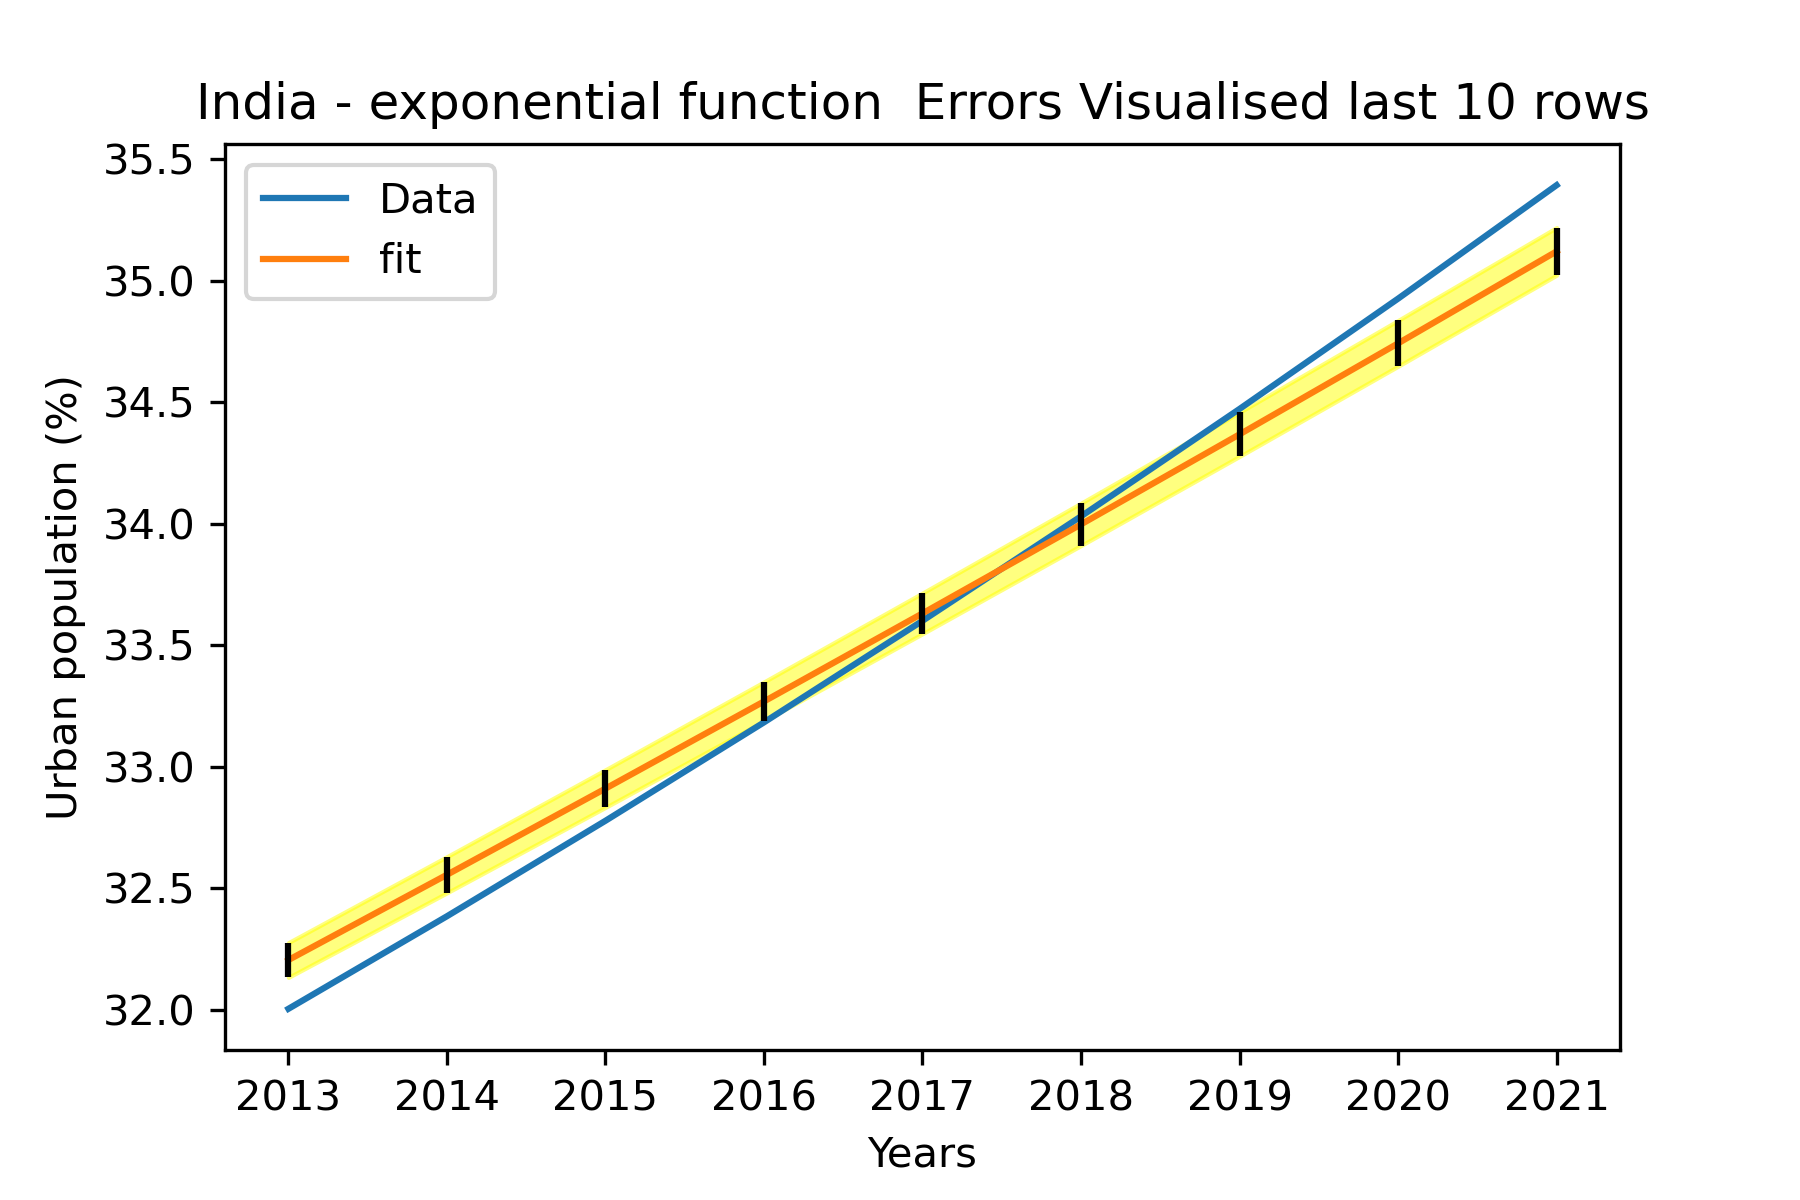 India - exponential function  Errors Visualised last 10 rows
Data
fit
Urban population (%)
35.5
35.0
34.5
34.0
33.5
33.0
32.5
32.0
2013 2014 2015 2016 2017 2018 2019 2020 2021
Years